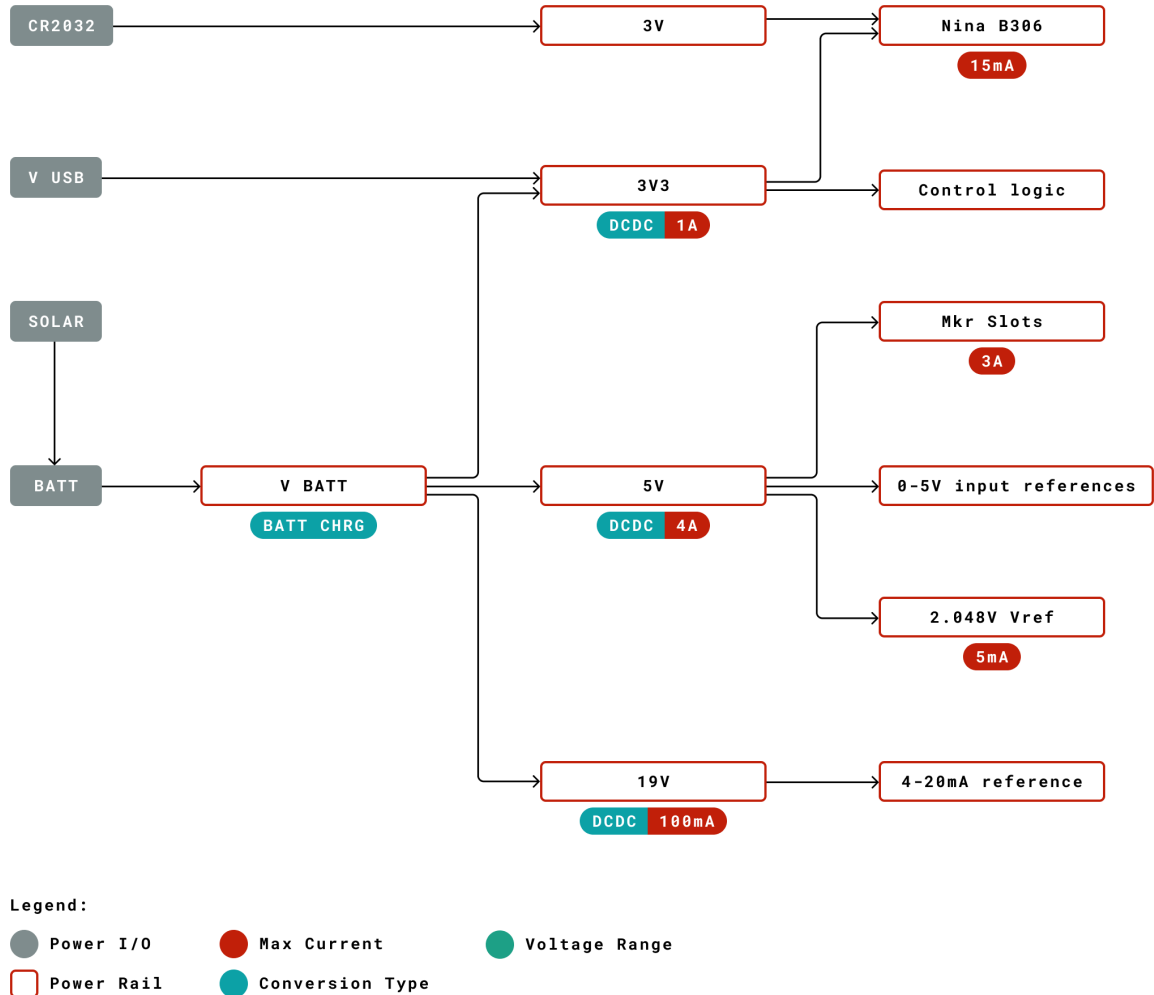 CR2032
3V
Nina B306
15mA
V USB
3V3
Control logic
DCDC 1A
SOLAR
Mkr Slots
3A
BATT
V BATT
5V
0-5V input references
BATT CHRG
DCDC 4A
2.048V Vref
5mA
19V
4-20mA reference
DCDC 100mA
Legend:
Power I/O
Max Current
Voltage Range
Power Rail
Conversion Type